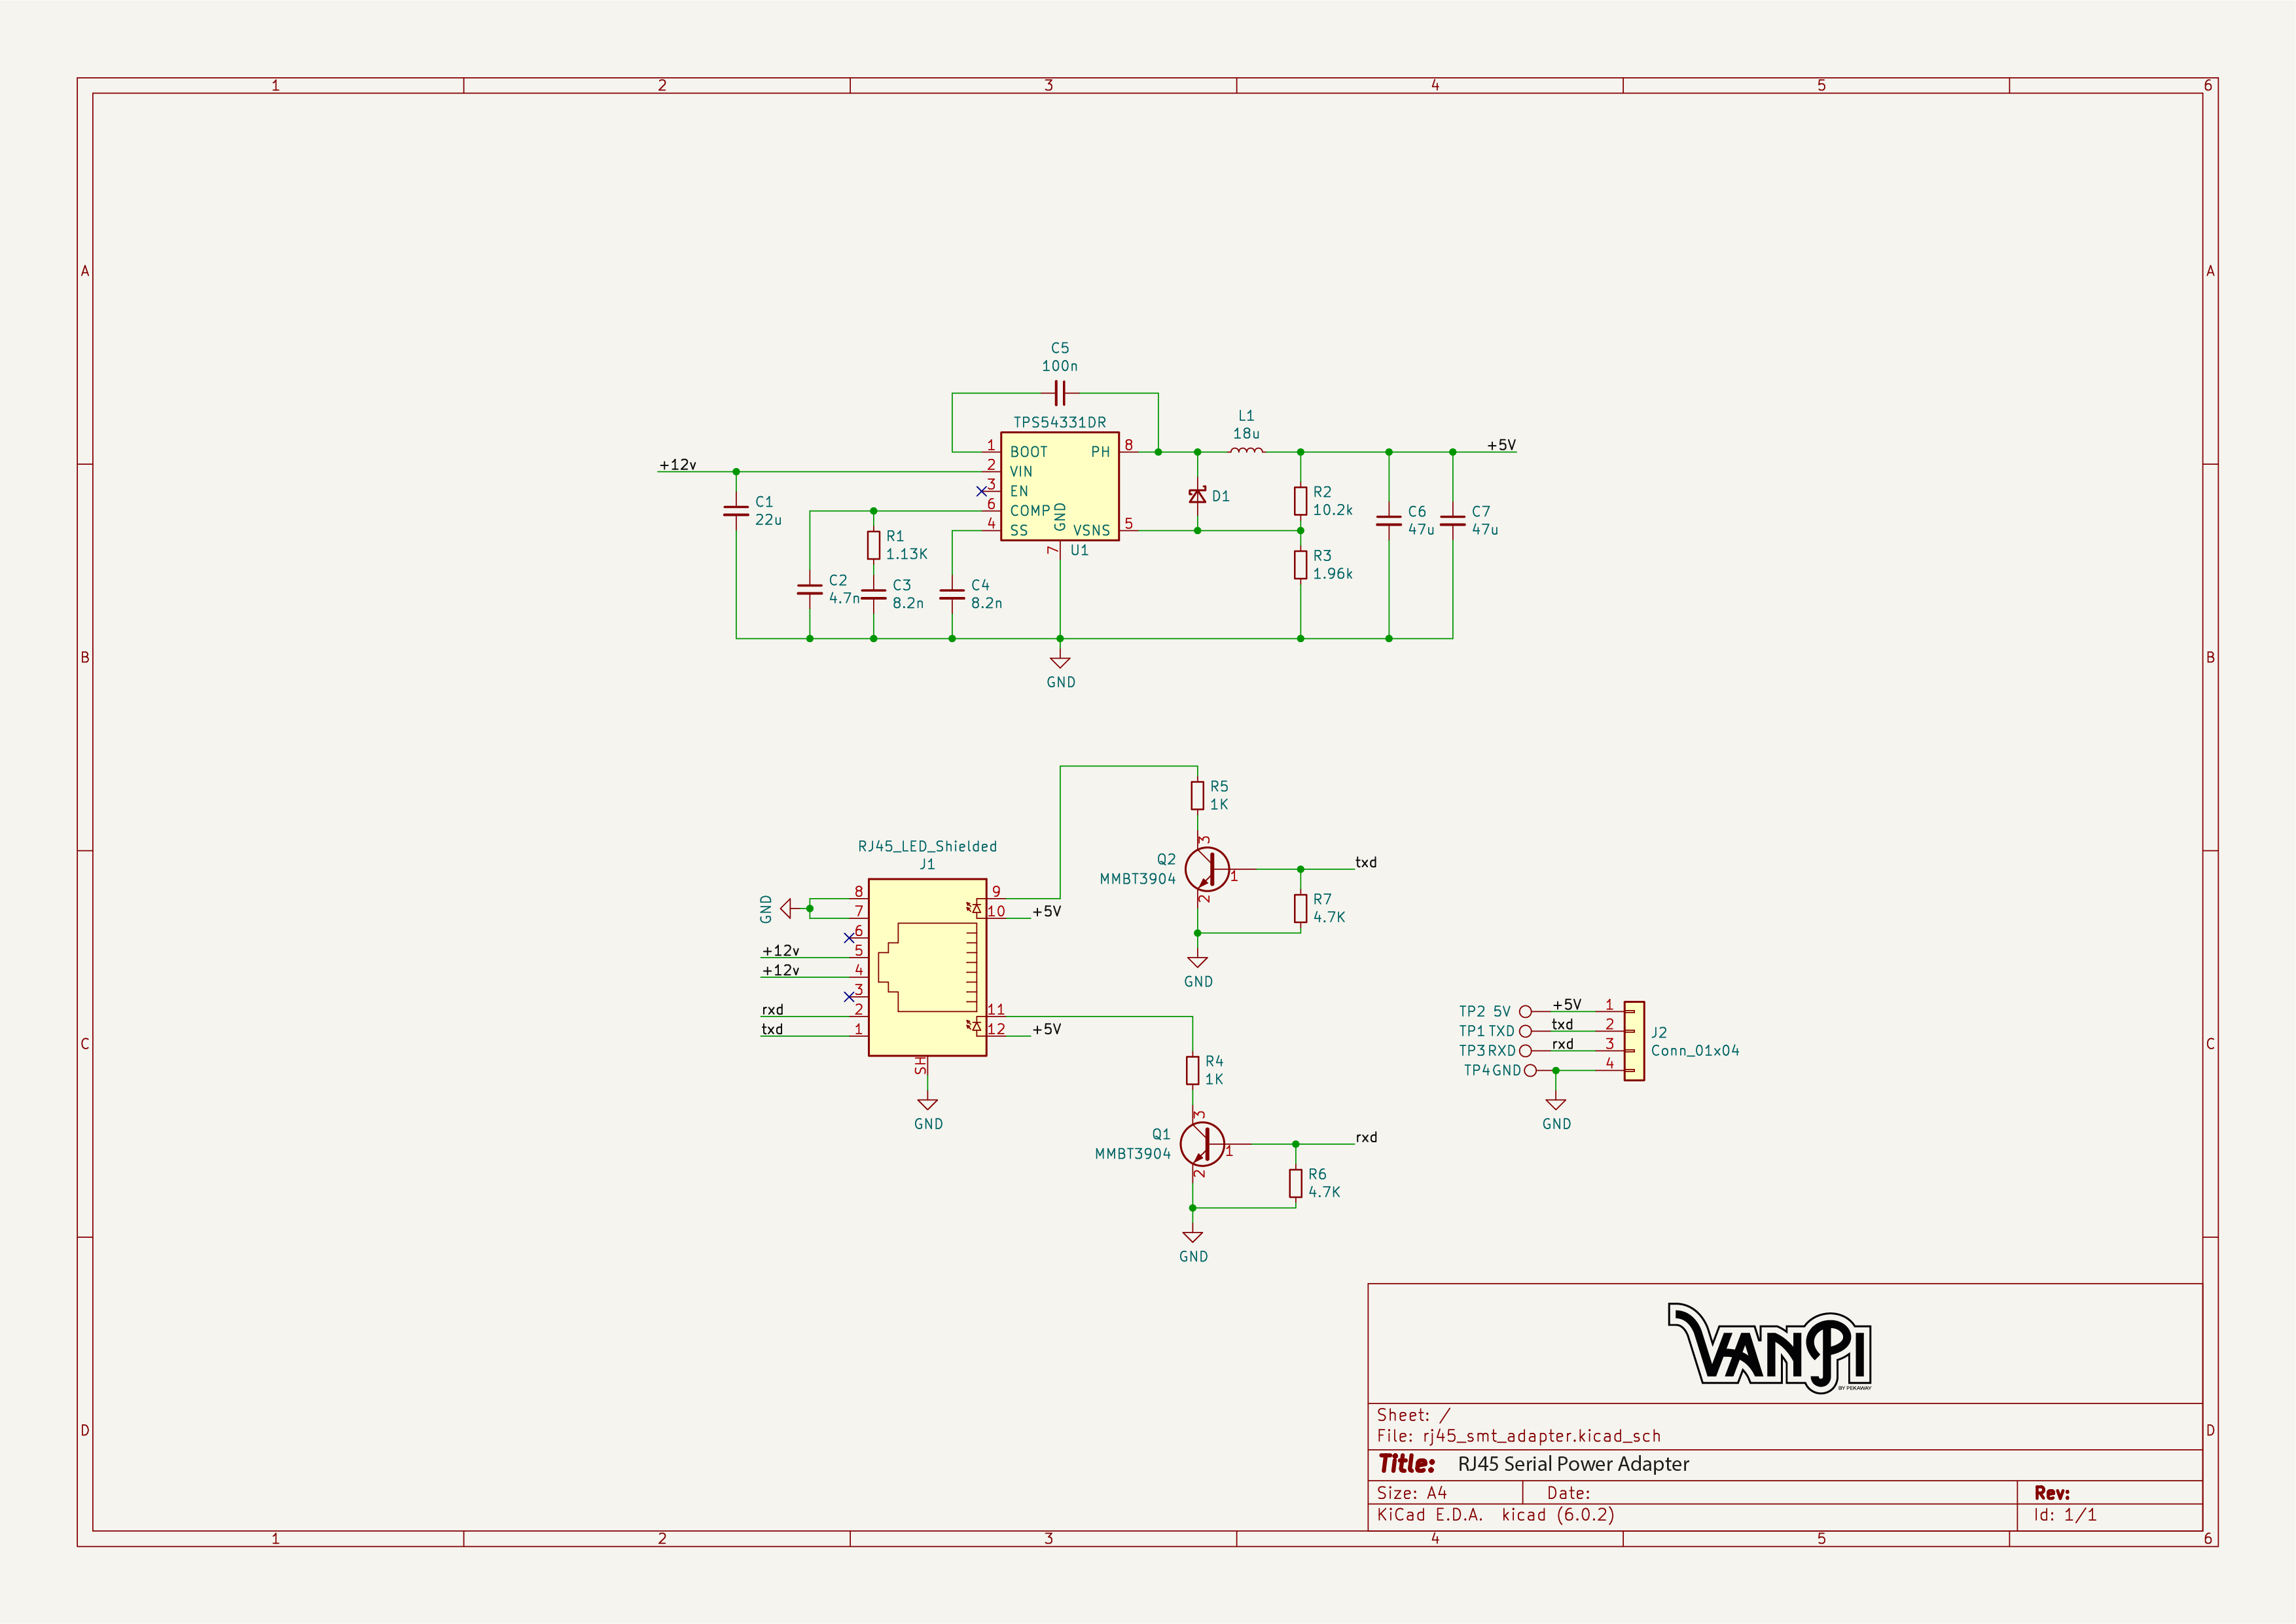 1 2 3 4 5 6
A A
C5
100n
TPS54331DR
L1
18u
+12v
+5V
1 BOOT PH 8
2 VIN
3 EN
6 COMP
4 SS VSNS 5
GND
7 U1
C1
22u
R1
1.13K
C2
4.7n
C3
8.2n
C4
8.2n
D1
R2
10.2k
R3
1.96k
C6
47u
C7
47u
GND
B B
R5
1K
Q2
MMBT3904
3
1
2
txd
R7
4.7K
GND
RJ45_LED_Shielded
J1
GND
8
7
6
+12v 5
+12v 4
3
rxd 2
txd 1
9
10 +5V
11
12 +5V
SH
GND
R4
1K
Q1
MMBT3904
3
1
2
rxd
R6
4.7K
GND
C C
TP2 5V +5V 1
TP1 TXD txd 2
TP3 RXD rxd 3
TP4 GND 4
J2
Conn_01x04
GND
D D
VANPI
BY PEKAWAY
Sheet: /
File: rj45_smt_adapter.kicad_sch
Title: RJ45 Serial Power Adapter
Size: A4 Date: Rev:
KiCad E.D.A. kicad (6.0.2) Id: 1/1
1 2 3 4 5 6